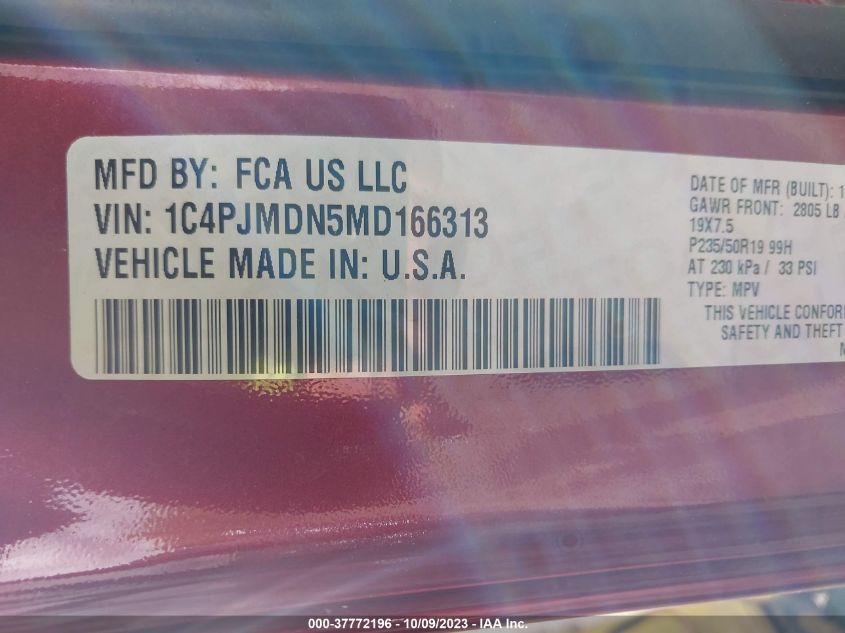 MFD BY: FCA US LLC
VIN: 1C4PJMDN5MD166313
VEHICLE MADE IN: U.S.A.
DATE OF MFR (BUILT): 1
GAWR FRONT: 2805 LB
19X7.5
P235/50R19 99H
AT 230 kPa / 33 PSI
TYPE: MPV
THIS VEHICLE CONFOR
SAFETY AND THEFT
000-37772196 - 10/09/2023 - IAA Inc.